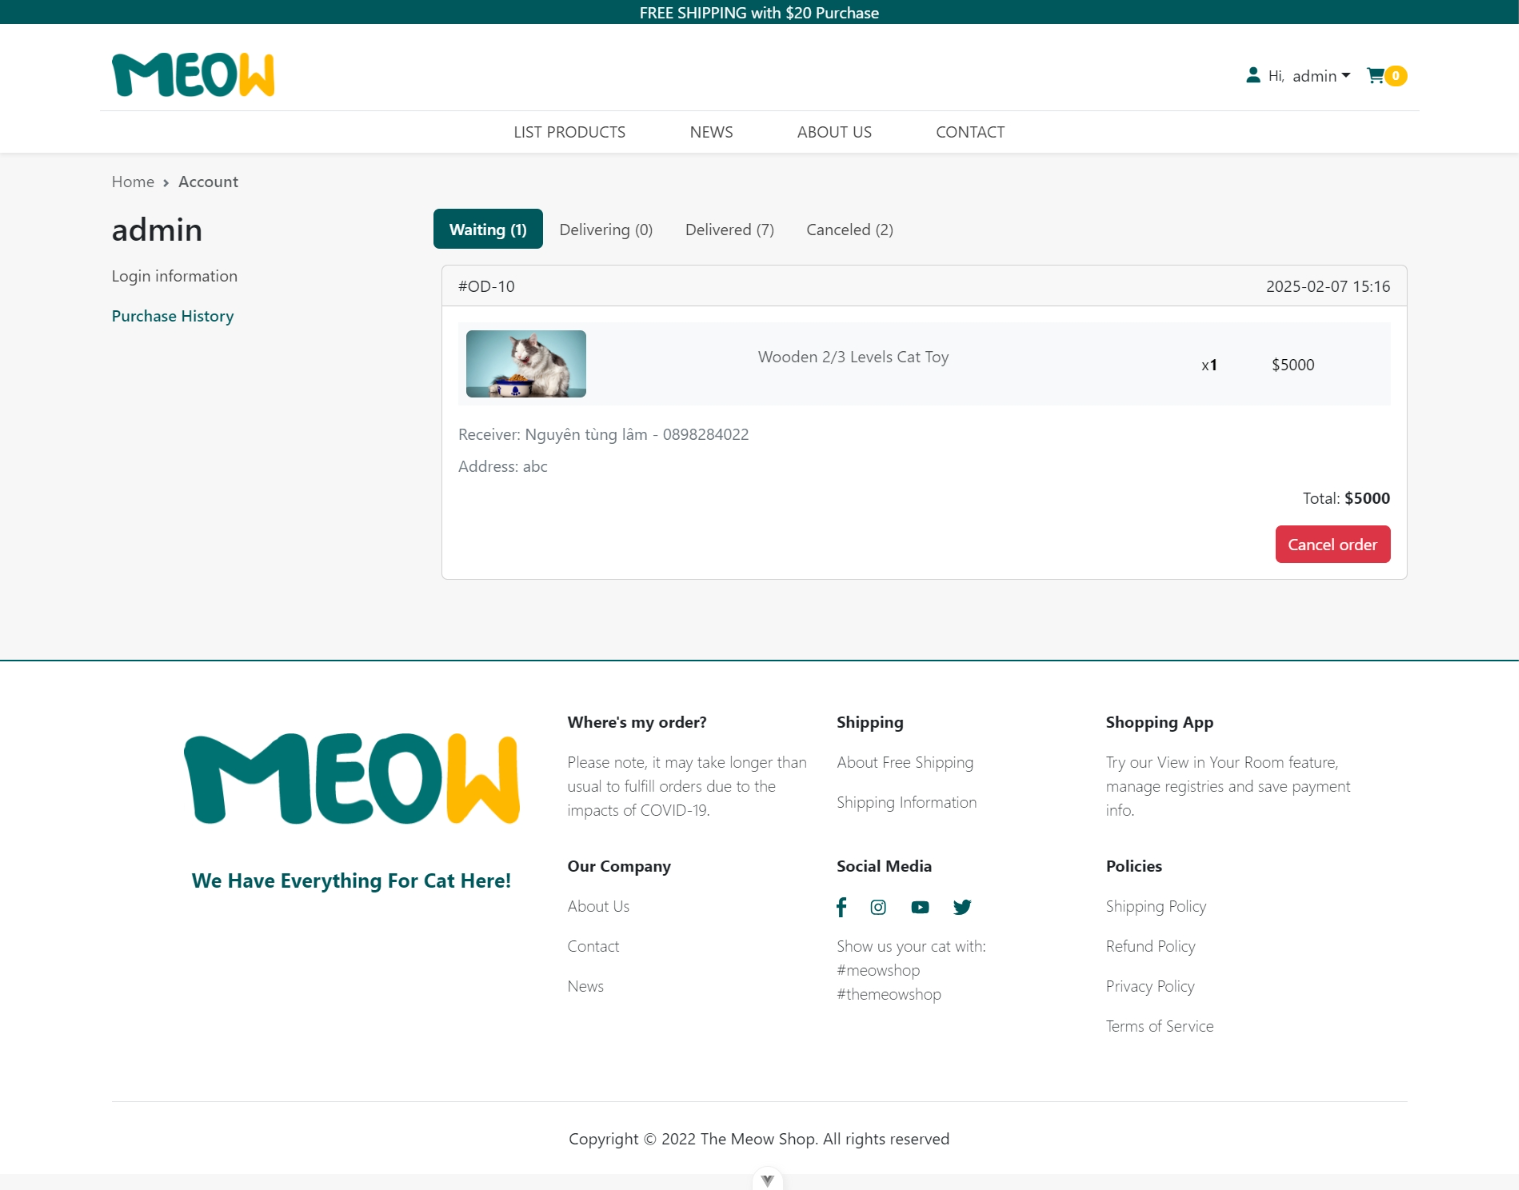 FREE SHIPPING with $20 Purchase
MEOW
Hi, admin
0
LIST PRODUCTS NEWS ABOUT US CONTACT
Home › Account
admin
Login information
Purchase History
Waiting (1) Delivering (0) Delivered (7) Canceled (2)
#OD-10 2025-02-07 15:16
Wooden 2/3 Levels Cat Toy x1 $5000
Receiver: Nguyên tùng lâm - 0898284022
Address: abc
Total: $5000
Cancel order
MEOW
We Have Everything For Cat Here!
Where's my order?
Please note, it may take longer than
usual to fulfill orders due to the
impacts of COVID-19.
Shipping
About Free Shipping
Shipping Information
Shopping App
Try our View in Your Room feature,
manage registries and save payment
info.
Our Company
About Us
Contact
News
Social Media
Show us your cat with:
#meowshop
#themeowshop
Policies
Shipping Policy
Refund Policy
Privacy Policy
Terms of Service
Copyright © 2022 The Meow Shop. All rights reserved